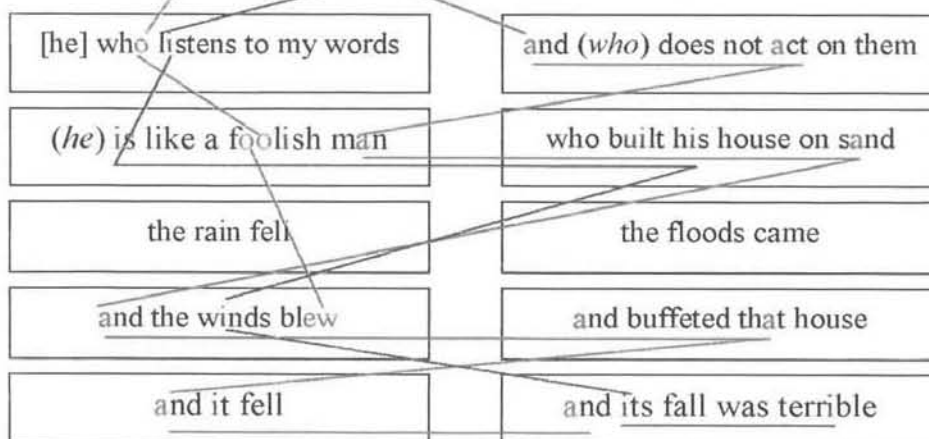 [he] who listens to my words
and (who) does not act on them
(he) is like a foolish man
who built his house on sand
the rain fell
the floods came
and the winds blew
and buffeted that house
and it fell
and its fall was terrible